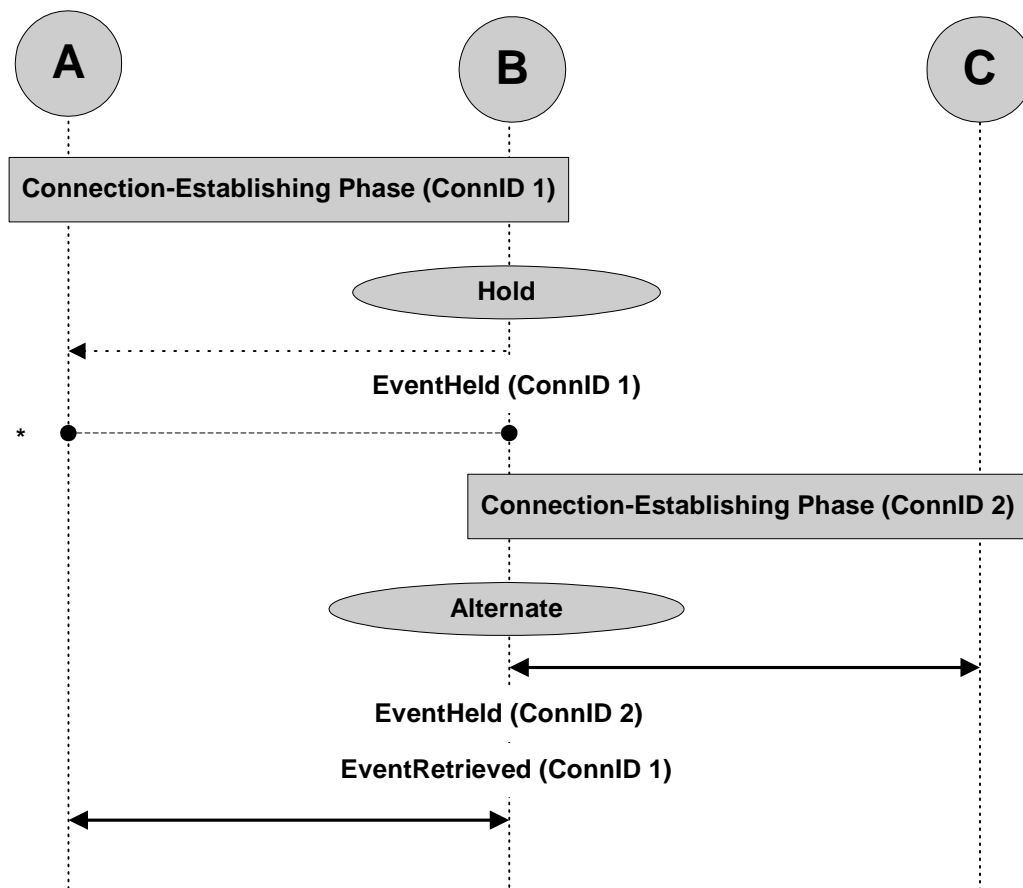 A
B
C
Connection-Establishing Phase (ConnID 1)
Hold
EventHeld (ConnID 1)
*
Connection-Establishing Phase (ConnID 2)
Alternate
EventHeld (ConnID 2)
EventRetrieved (ConnID 1)